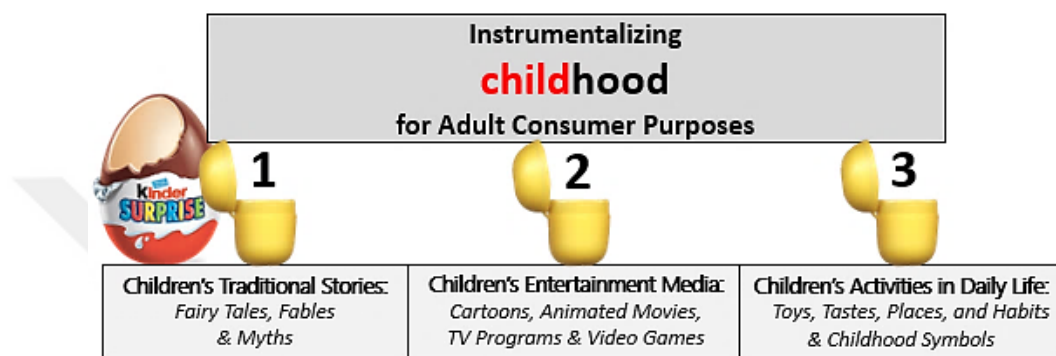 Instrumentalizing
childhood
for Adult Consumer Purposes
1
2
3
kinder
SURPRISE
Children's Traditional Stories:
Fairy Tales, Fables
& Myths
Children's Entertainment Media:
Cartoons, Animated Movies,
TV Programs & Video Games
Children's Activities in Daily Life:
Toys, Tastes, Places, and Habits
& Childhood Symbols